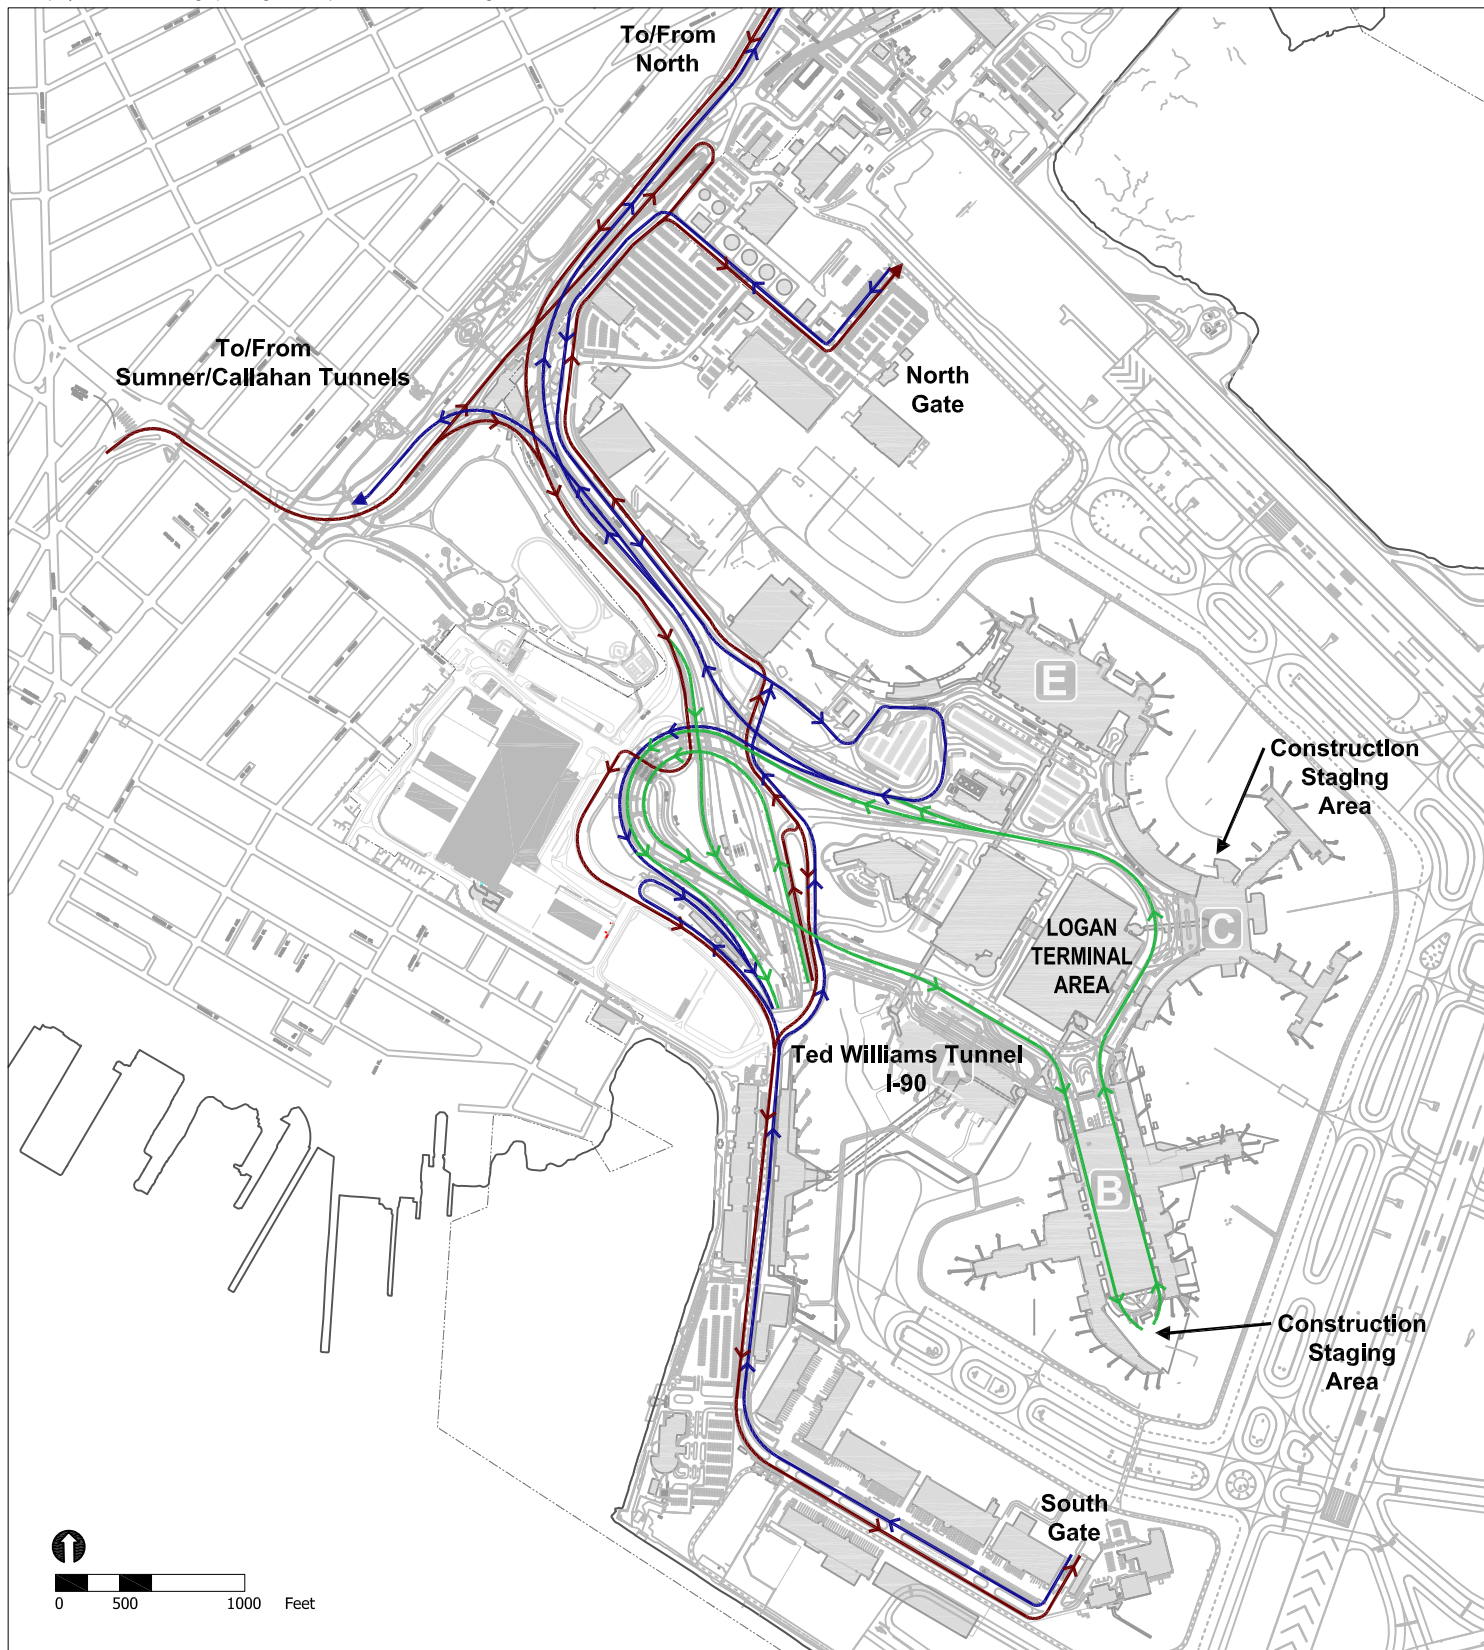 To/From
North
To/From
Sumner/Callahan Tunnels
North
Gate
E
Construction
Staging
Area
C
LOGAN
TERMINAL
AREA
Ted Williams Tunnel
I-90
A
B
Construction
Staging
Area
South
Gate
0 500 1000 Feet